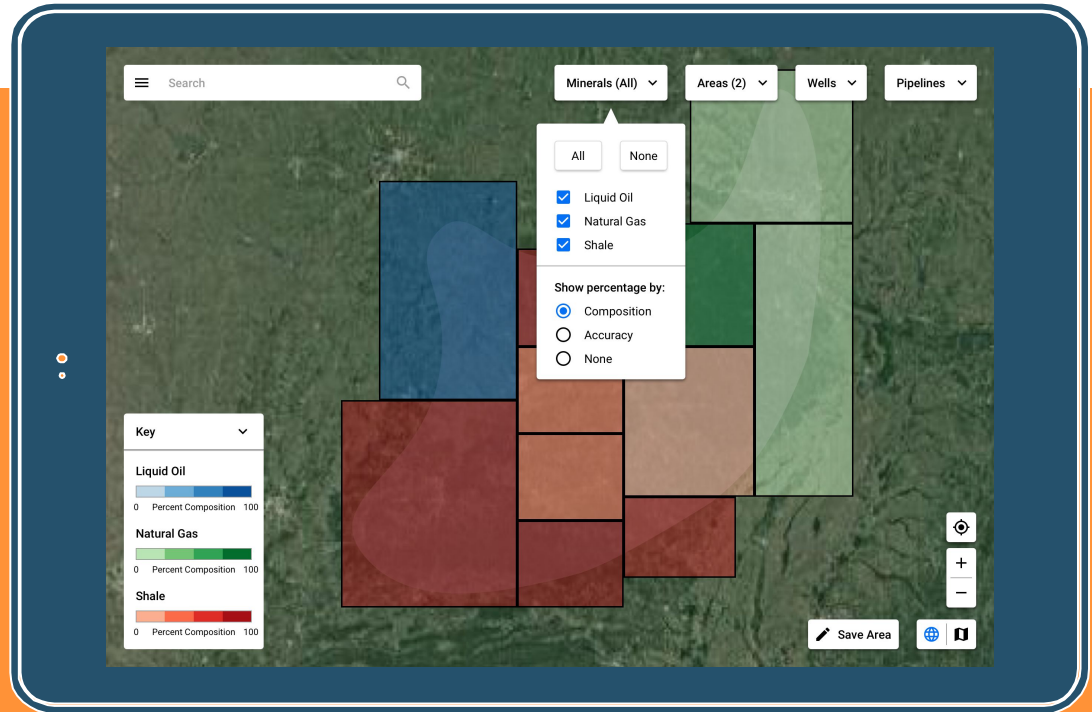 Search
Minerals (All)
Areas (2)
Wells
Pipelines
All
None
Liquid Oil
Natural Gas
Shale
Show percentage by:
Composition
Accuracy
None
Key
Liquid Oil
0 Percent Composition 100
Natural Gas
0 Percent Composition 100
Shale
0 Percent Composition 100
Save Area